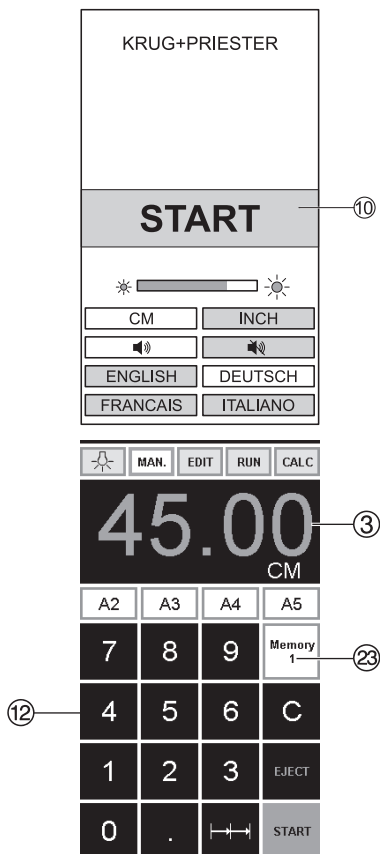 KRUG+PRIESTER
START 10
CM INCH
ENGLISH DEUTSCH
FRANCAIS ITALIANO
MAN. EDIT RUN CALC
45.00 3
CM
A2 A3 A4 A5
7 8 9 Memory
1 23
12 4 5 6 C
1 2 3 EJECT
0 . START